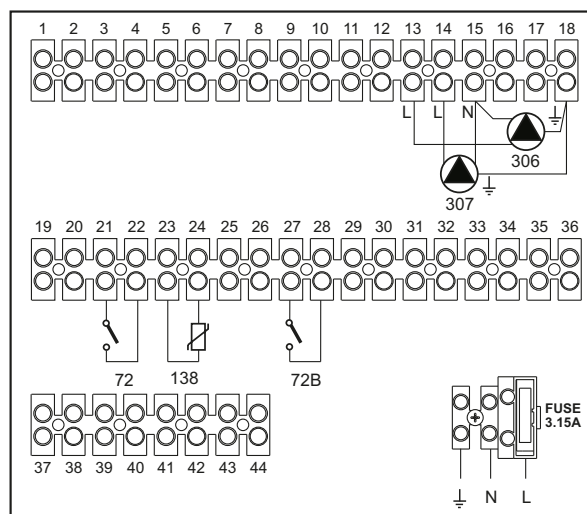 1 2 3 4 5 6 7 8 9 10 11 12 13 14 15 16 17 18
L L N
306
307
19 20 21 22 23 24 25 26 27 28 29 30 31 32 33 34 35 36
72 138 72B
37 38 39 40 41 42 43 44
FUSE
3.15A
N L